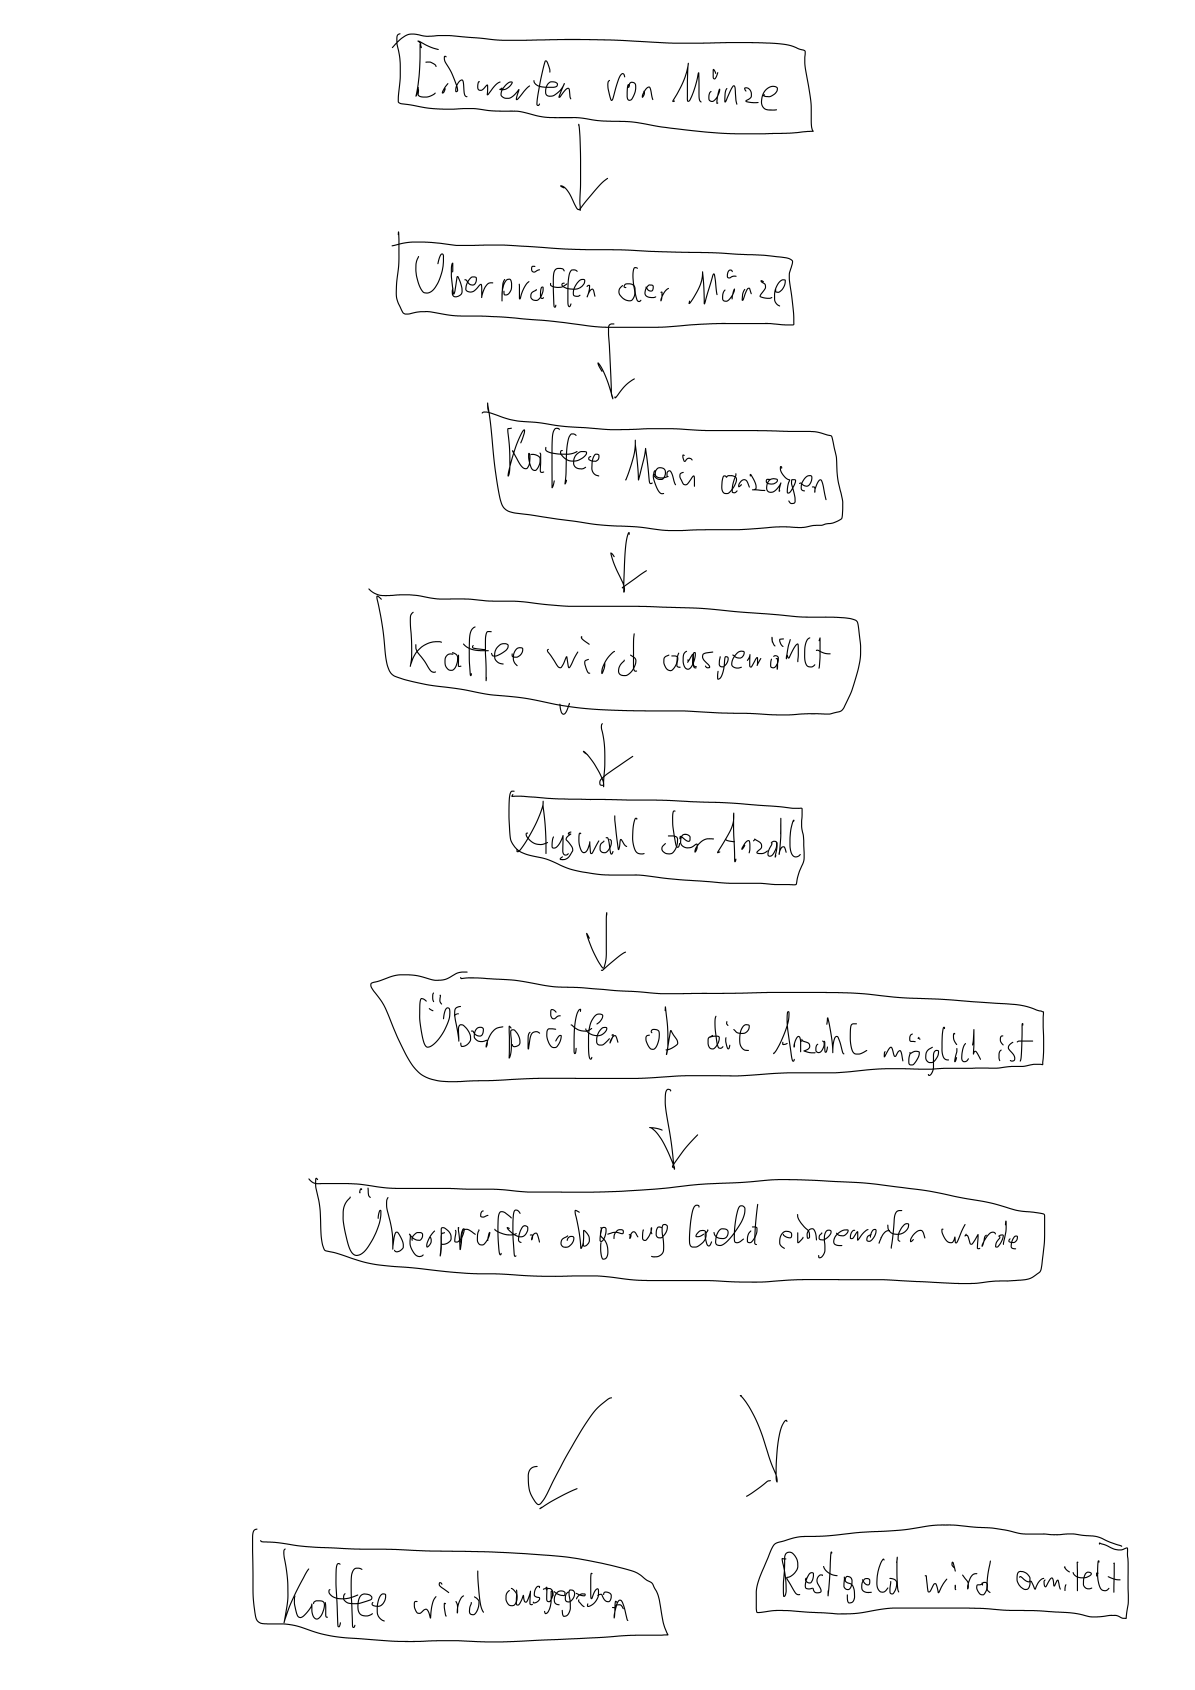 Einwerfen von Münze
Überprüffen der Münze
Kaffee Menü anzeigen
Kaffee wird ausgewählt
Auswahl der Anzahl
Überprüffen ob die Anzahl möglich ist
Überprüffen ob genug Geld eingeworfen wurde
Kaffee wird ausgegeben
Restgeld wird ermitelt